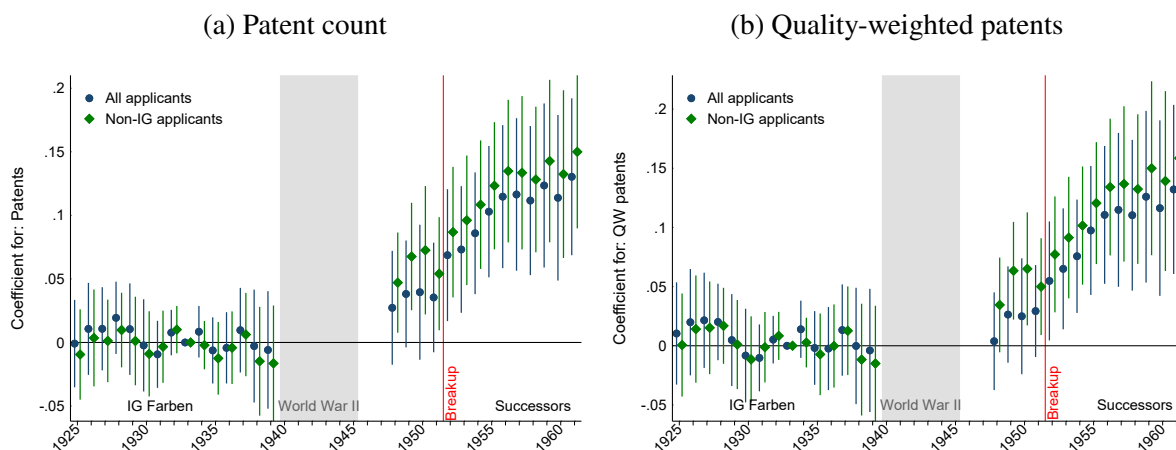 (a) Patent count
Coefficient for: Patents
.2
.15
.1
.05
0
-.05
All applicants
Non-IG applicants
IG Farben
World War II
Breakup
Successors
1925
1930
1935
1940
1945
1950
1955
1960
(b) Quality-weighted patents
Coefficient for: QW patents
.2
.15
.1
.05
0
-.05
All applicants
Non-IG applicants
IG Farben
World War II
Breakup
Successors
1925
1930
1935
1940
1945
1950
1955
1960